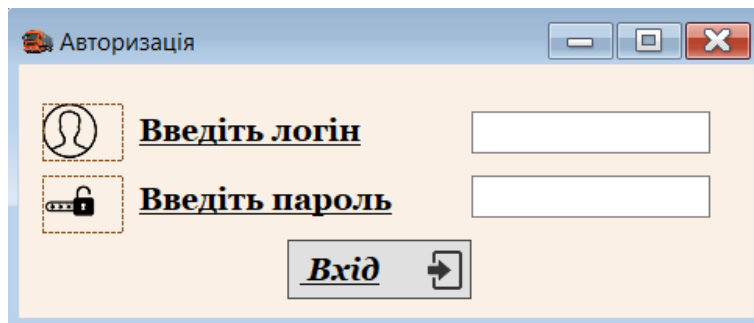 Авторизація
Введіть логін
Введіть пароль
Вхід